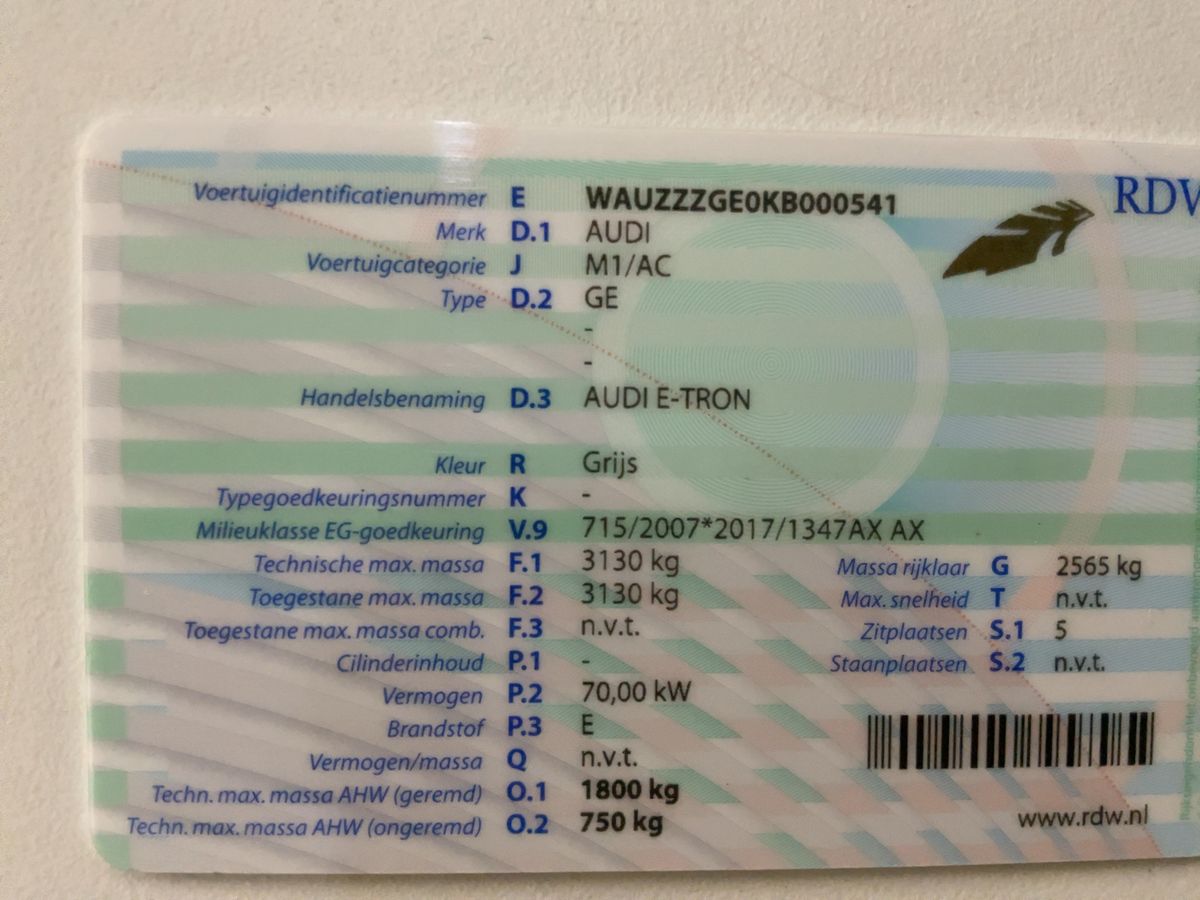 RDW
Voertuigidentificatienummer E WAUZZZGE0KB000541
Merk D.1 AUDI
Voertuigcategorie J M1/AC
Type D.2 GE
-
-
Handelsbenaming D.3 AUDI E-TRON
Kleur R Grijs
Typegoedkeuringsnummer K -
Milieuklasse EG-goedkeuring V.9 715/2007*2017/1347AX AX
Technische max. massa F.1 3130 kg Massa rijklaar G 2565 kg
Toegestane max. massa F.2 3130 kg Max. snelheid T n.v.t.
Toegestane max. massa comb. F.3 n.v.t. Zitplaatsen S.1 5
Cilinderinhoud P.1 - Staanplaatsen S.2 n.v.t.
Vermogen P.2 70,00 kW
Brandstof P.3 E
Vermogen/massa Q n.v.t.
Techn. max. massa AHW (geremd) O.1 1800 kg
Techn. max. massa AHW (ongeremd) O.2 750 kg
www.rdw.nl